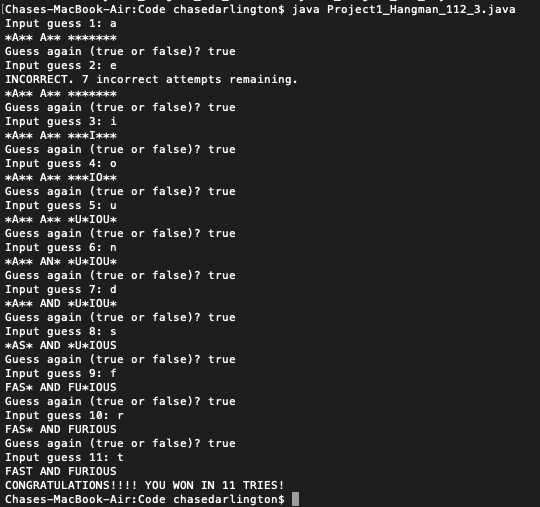 [Chases-MacBook-Air:Code chasedarlington$ java Project1_Hangman_112_3.java
Input guess 1: a
*A** A** *******
Guess again (true or false)? true
Input guess 2: e
INCORRECT. 7 incorrect attempts remaining.
*A** A** *******
Guess again (true or false)? true
Input guess 3: i
*A** A** ***I***
Guess again (true or false)? true
Input guess 4: o
*A** A** ***IO**
Guess again (true or false)? true
Input guess 5: u
*A** A** *U*IOU*
Guess again (true or false)? true
Input guess 6: n
*A** AN* *U*IOU*
Guess again (true or false)? true
Input guess 7: d
*A** AND *U*IOU*
Guess again (true or false)? true
Input guess 8: s
*AS* AND *U*IOUS
Guess again (true or false)? true
Input guess 9: f
FAS* AND FU*IOUS
Guess again (true or false)? true
Input guess 10: r
FAS* AND FURIOUS
Guess again (true or false)? true
Input guess 11: t
FAST AND FURIOUS
CONGRATULATIONS!!!! YOU WON IN 11 TRIES!
Chases-MacBook-Air:Code chasedarlington$